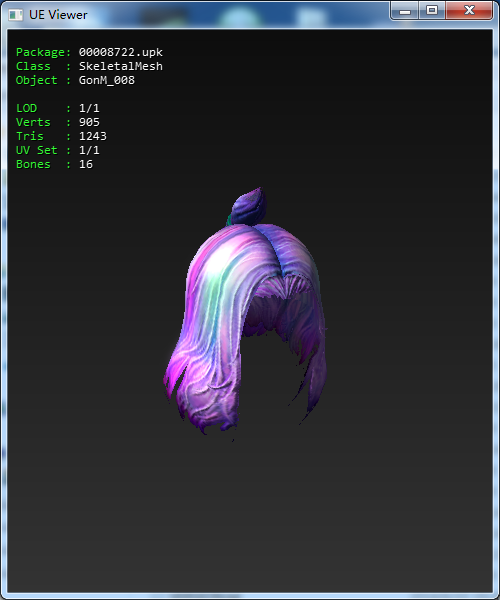 UE Viewer
Package: 00008722.upk
Class : SkeletalMesh
Object : GonM_008
LOD : 1/1
Verts : 905
Tris : 1243
UV Set : 1/1
Bones : 16